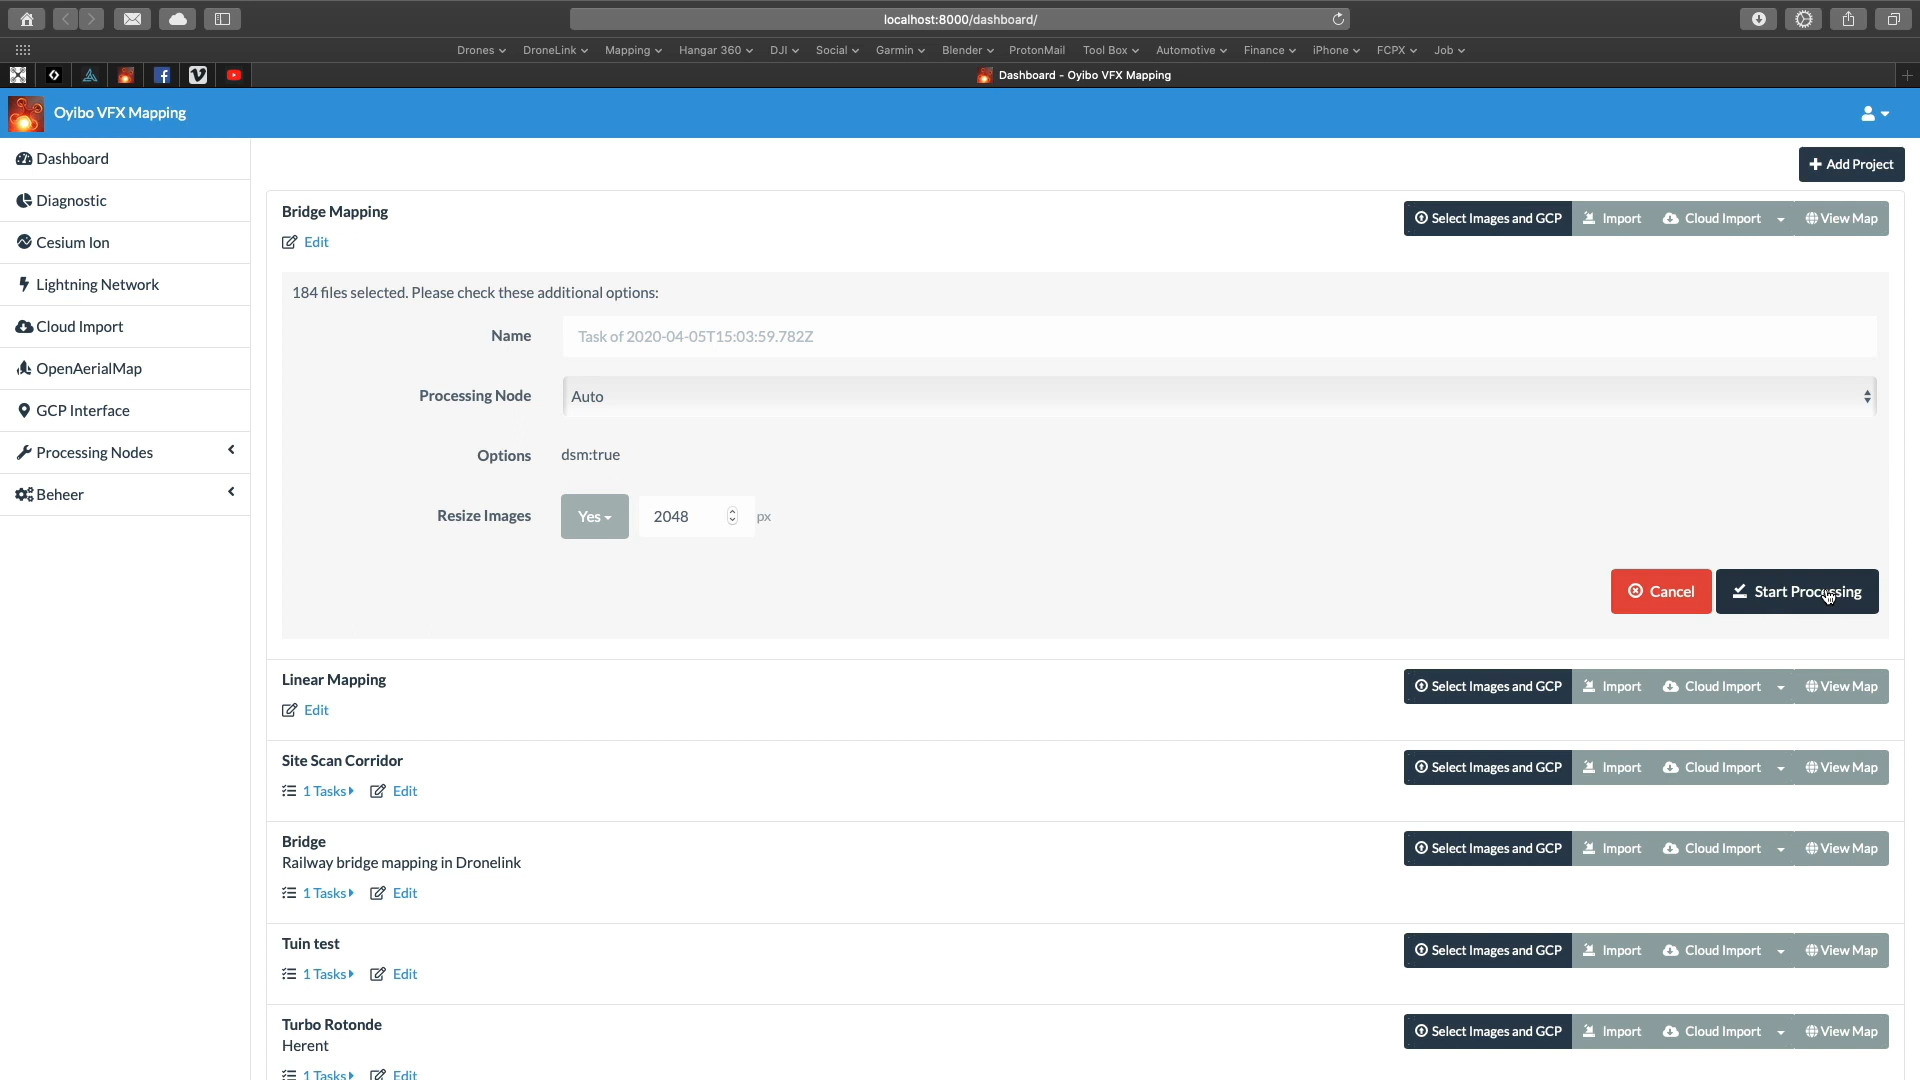 localhost:8000/dashboard/
Drones DroneLink Mapping Hangar 360 DJI Social Garmin Blender ProtonMail Tool Box Automotive Finance iPhone FCPX Job
Dashboard - Oyibo VFX Mapping
Oyibo VFX Mapping
Dashboard
Diagnostic
Cesium Ion
Lightning Network
Cloud Import
OpenAerialMap
GCP Interface
Processing Nodes
Beheer
Add Project
Bridge Mapping
Select Images and GCP Import Cloud Import View Map
Edit
184 files selected. Please check these additional options:
Name Task of 2020-04-05T15:03:59.782Z
Processing Node Auto
Options dsm:true
Resize Images Yes 2048 px
Cancel Start Processing
Linear Mapping
Select Images and GCP Import Cloud Import View Map
Edit
Site Scan Corridor
Select Images and GCP Import Cloud Import View Map
1 Tasks Edit
Bridge
Select Images and GCP Import Cloud Import View Map
Railway bridge mapping in Dronelink
1 Tasks Edit
Tuin test
Select Images and GCP Import Cloud Import View Map
1 Tasks Edit
Turbo Rotonde
Select Images and GCP Import Cloud Import View Map
Herent
1 Tasks Edit